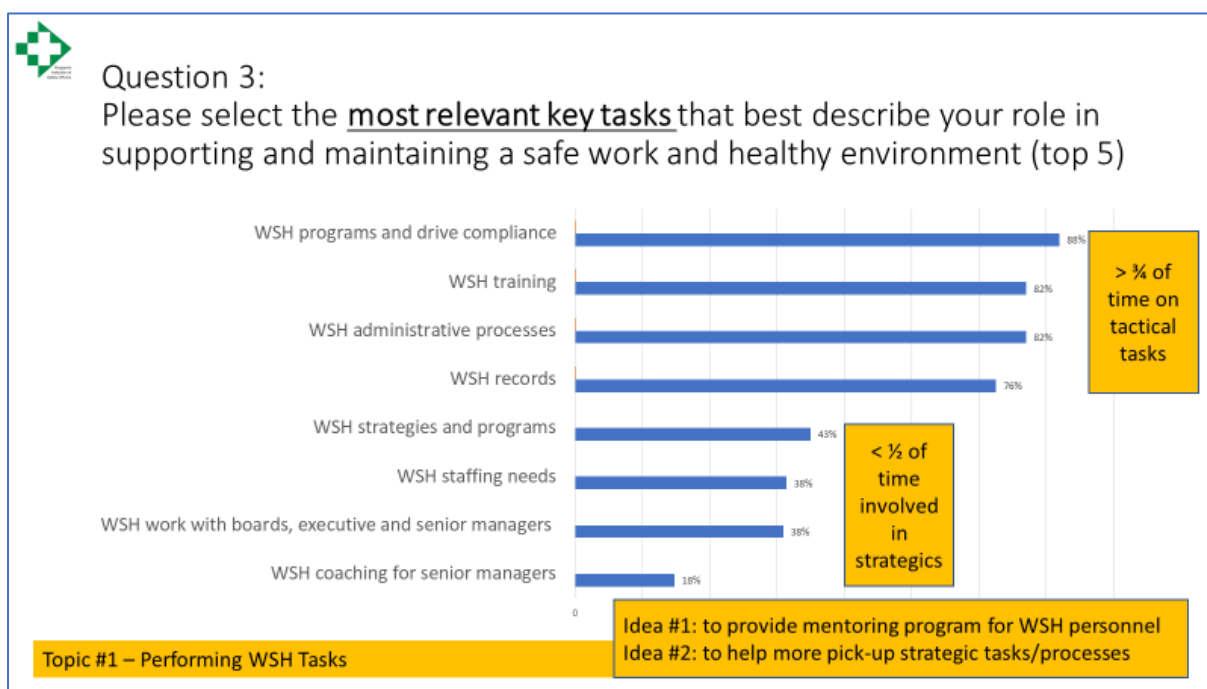 Singapore
Institution of
Safety Officers
Question 3:
Please select the most relevant key tasks that best describe your role in
supporting and maintaining a safe work and healthy environment (top 5)
WSH programs and drive compliance
88%
WSH training
82%
WSH administrative processes
82%
WSH records
76%
> ¾ of
time on
tactical
tasks
WSH strategies and programs
43%
WSH staffing needs
38%
WSH work with boards, executive and senior managers
38%
WSH coaching for senior managers
18%
< ½ of
time
involved
in
strategics
0
Idea #1: to provide mentoring program for WSH personnel
Idea #2: to help more pick-up strategic tasks/processes
Topic #1 – Performing WSH Tasks